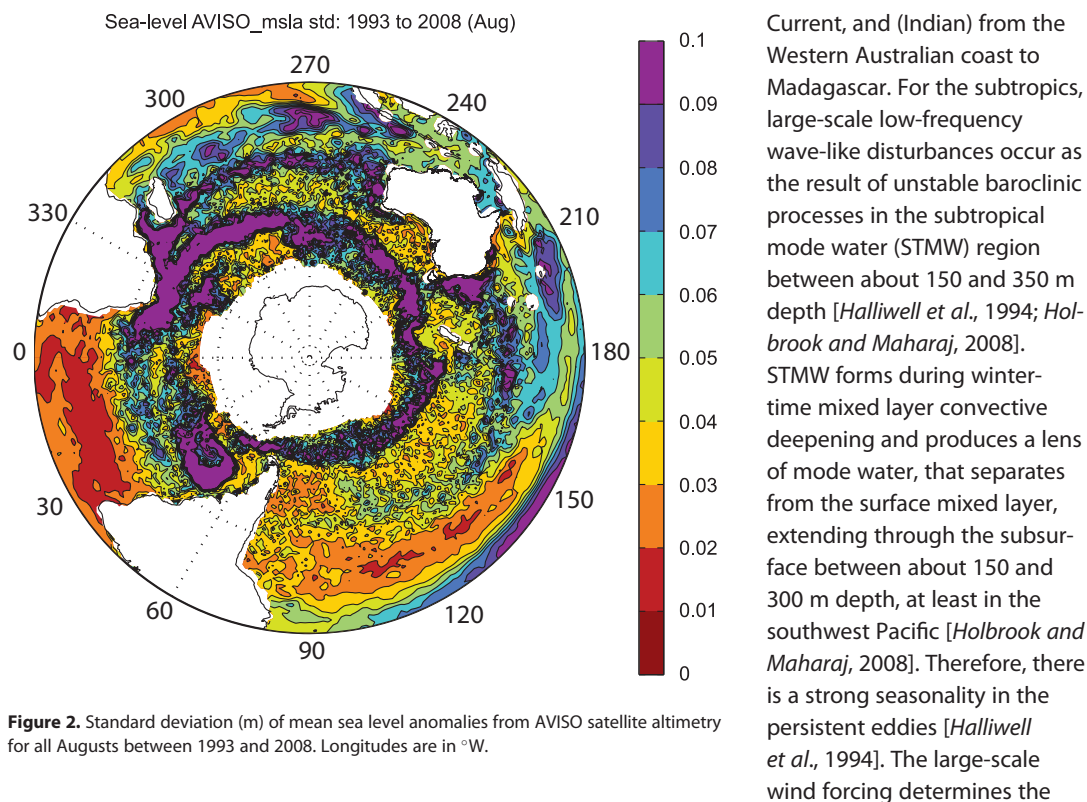 Sea-level AVISO_msla std: 1993 to 2008 (Aug)
270
300
240
330
210
0
180
30
150
60
120
90
0.1
0.09
0.08
0.07
0.06
0.05
0.04
0.03
0.02
0.01
0
Figure 2. Standard deviation (m) of mean sea level anomalies from AVISO satellite altimetry
for all Augusts between 1993 and 2008. Longitudes are in °W.
Current, and (Indian) from the
Western Australian coast to
Madagascar. For the subtropics,
large-scale low-frequency
wave-like disturbances occur as
the result of unstable baroclinic
processes in the subtropical
mode water (STMW) region
between about 150 and 350 m
depth [Halliwell et al., 1994; Hol-
brook and Maharaj, 2008].
STMW forms during winter-
time mixed layer convective
deepening and produces a lens
of mode water, that separates
from the surface mixed layer,
extending through the subsur-
face between about 150 and
300 m depth, at least in the
southwest Pacific [Holbrook and
Maharaj, 2008]. Therefore, there
is a strong seasonality in the
persistent eddies [Halliwell
et al., 1994]. The large-scale
wind forcing determines the